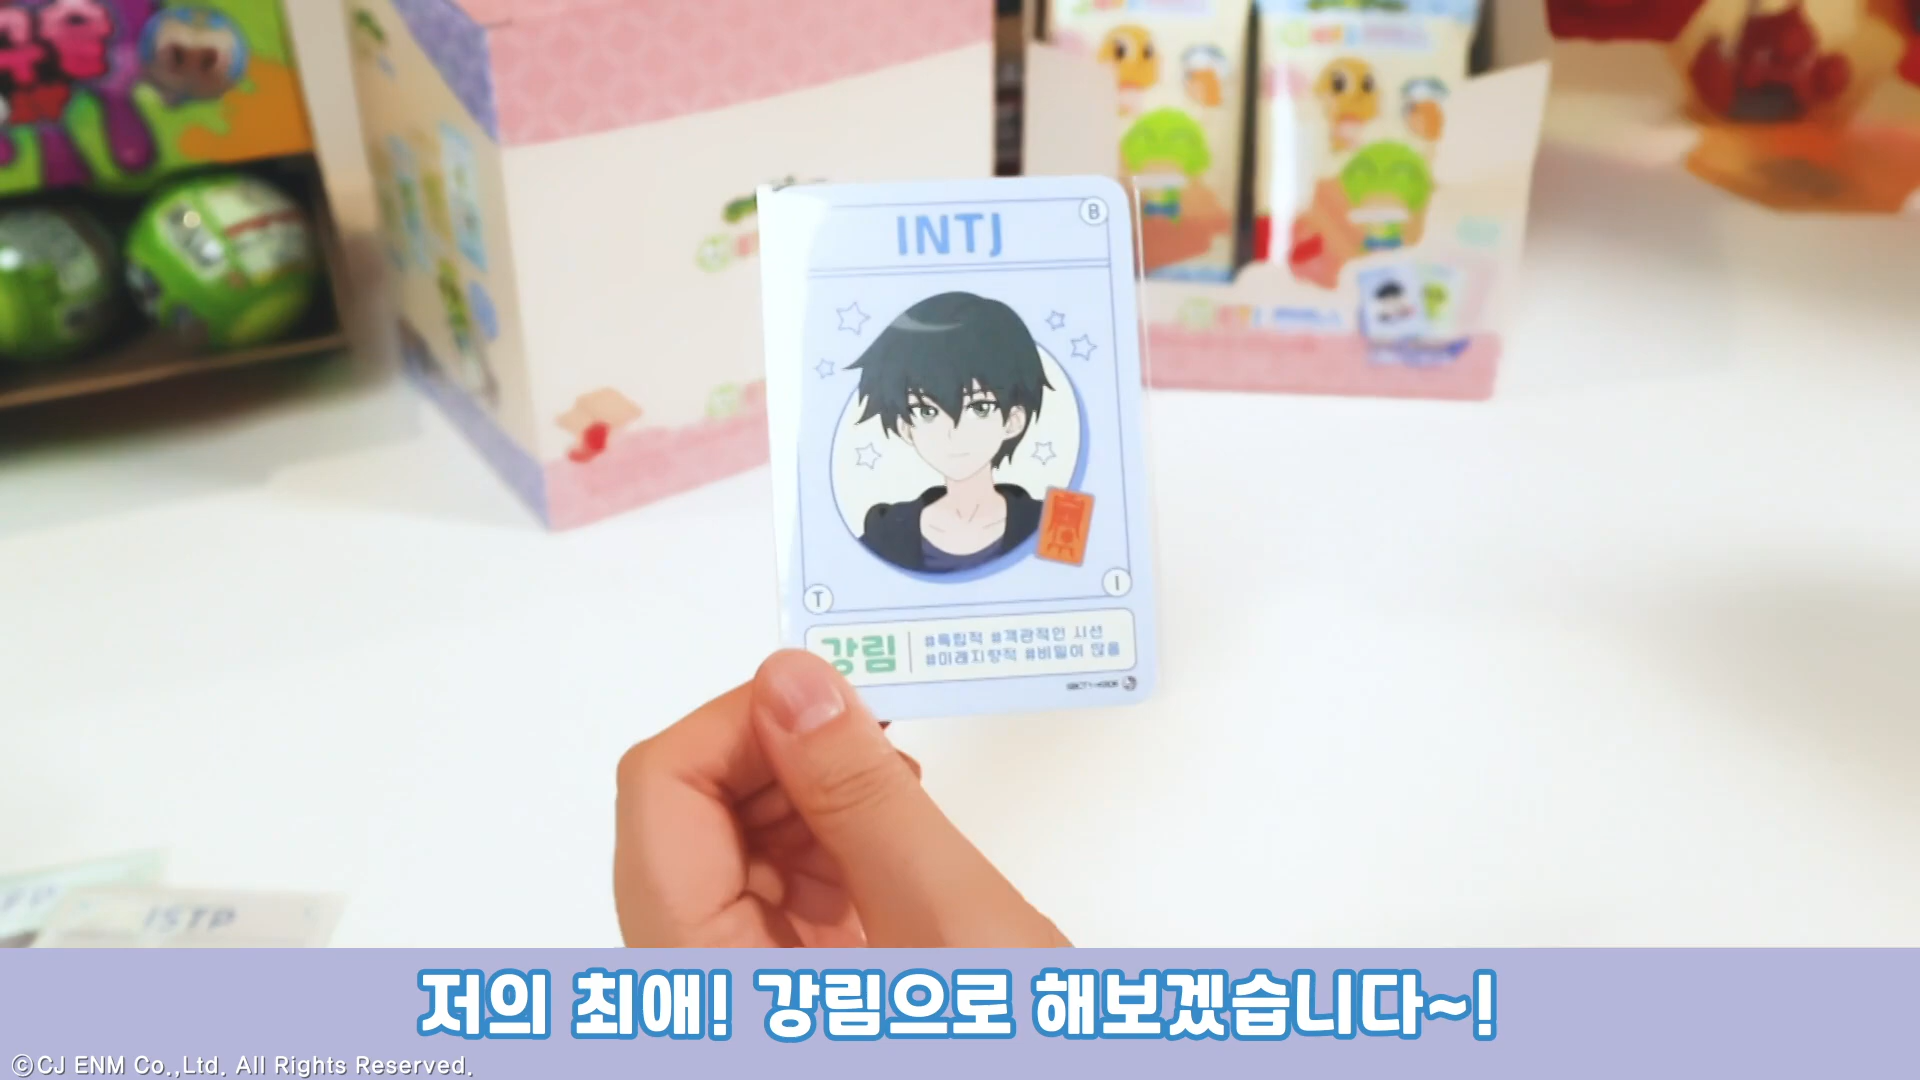 INTJ
B
T
I
강림
#독립적 #객관적인 시선
#미래지향적 #비밀이 많음
ISTP
저의 최애! 강림으로 해보겠습니다~!
ⓒCJ ENM Co.,Ltd. All Rights Reserved.